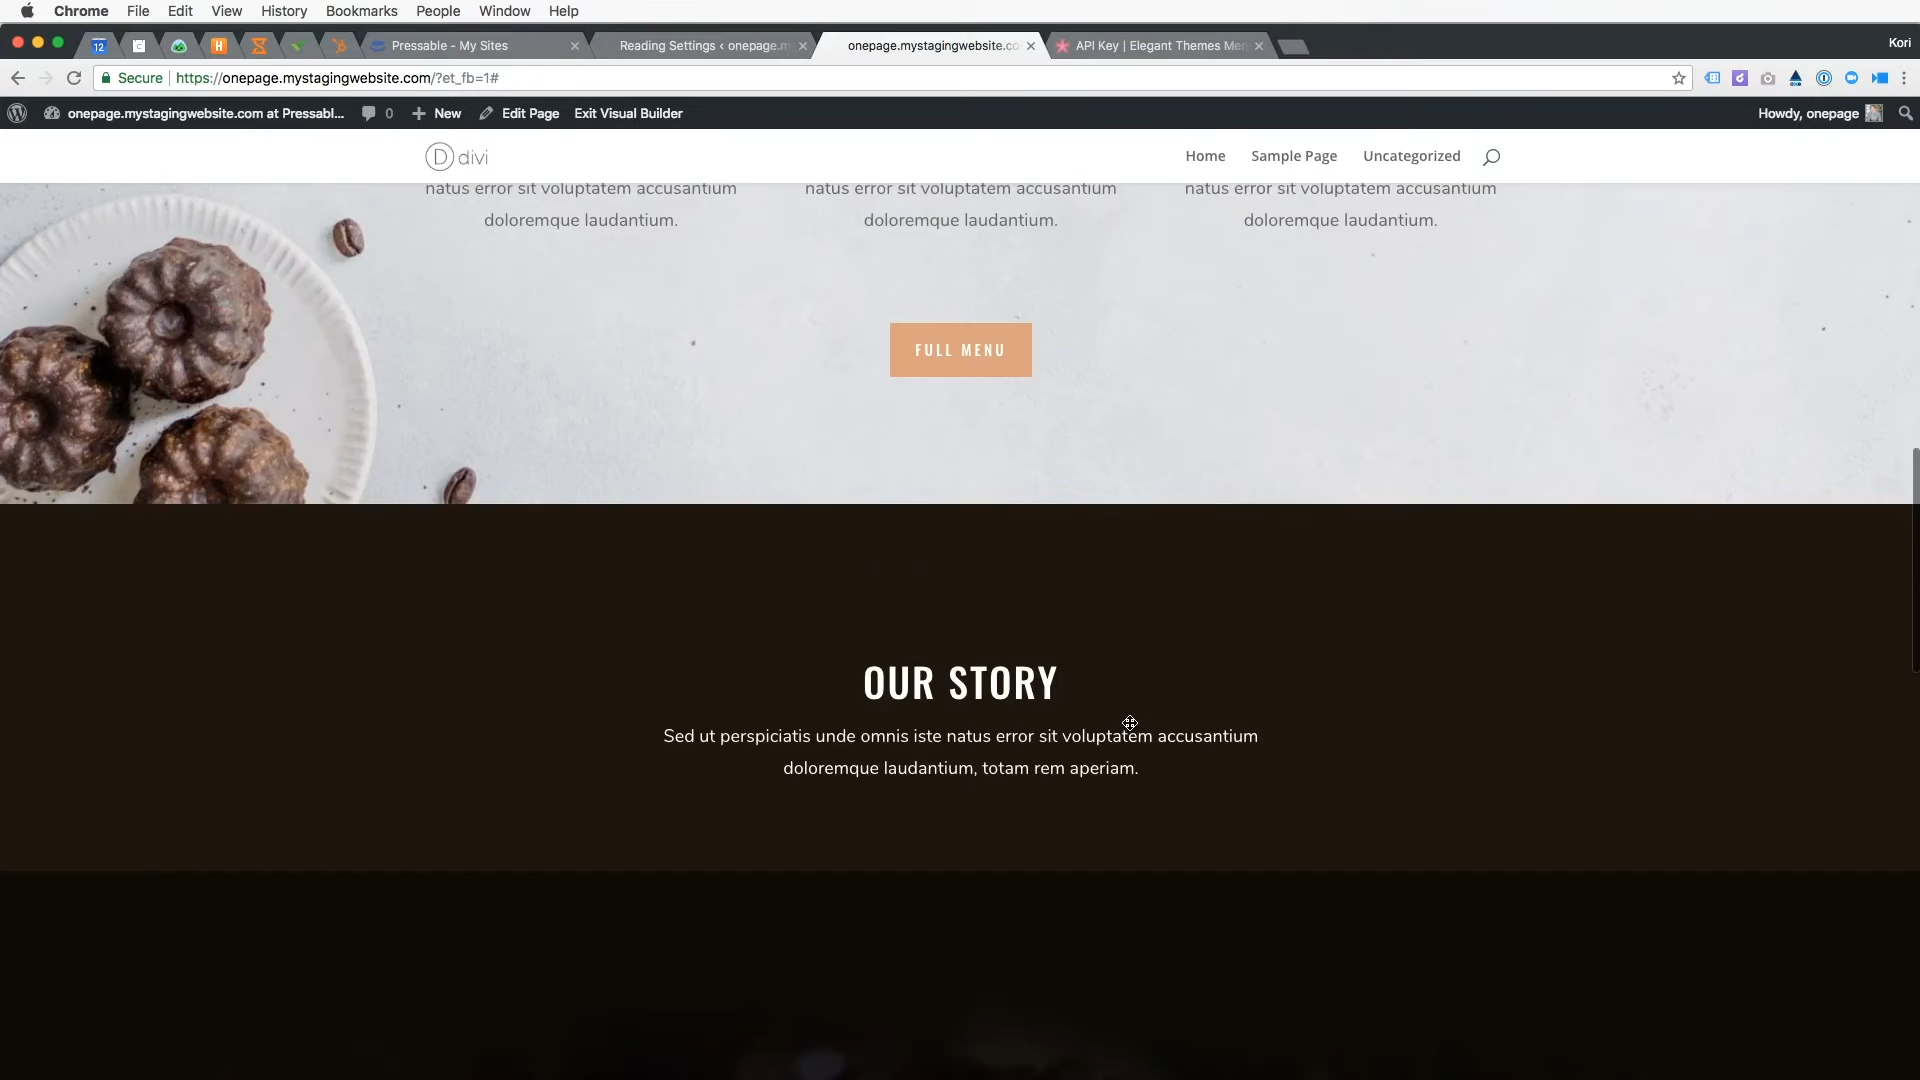 Chrome File Edit View History Bookmarks People Window Help
12 C H Pressable - My Sites Reading Settings ‹ onepage.m onepage.mystagingwebsite.co API Key | Elegant Themes Mem Kori
Secure https://onepage.mystagingwebsite.com/?et_fb=1#
onepage.mystagingwebsite.com at Pressabl... 0 New Edit Page Exit Visual Builder Howdy, onepage
D divi Home Sample Page Uncategorized
natus error sit voluptatem accusantium natus error sit voluptatem accusantium natus error sit voluptatem accusantium
doloremque laudantium. doloremque laudantium. doloremque laudantium.
FULL MENU
OUR STORY
Sed ut perspiciatis unde omnis iste natus error sit voluptatem accusantium
doloremque laudantium, totam rem aperiam.